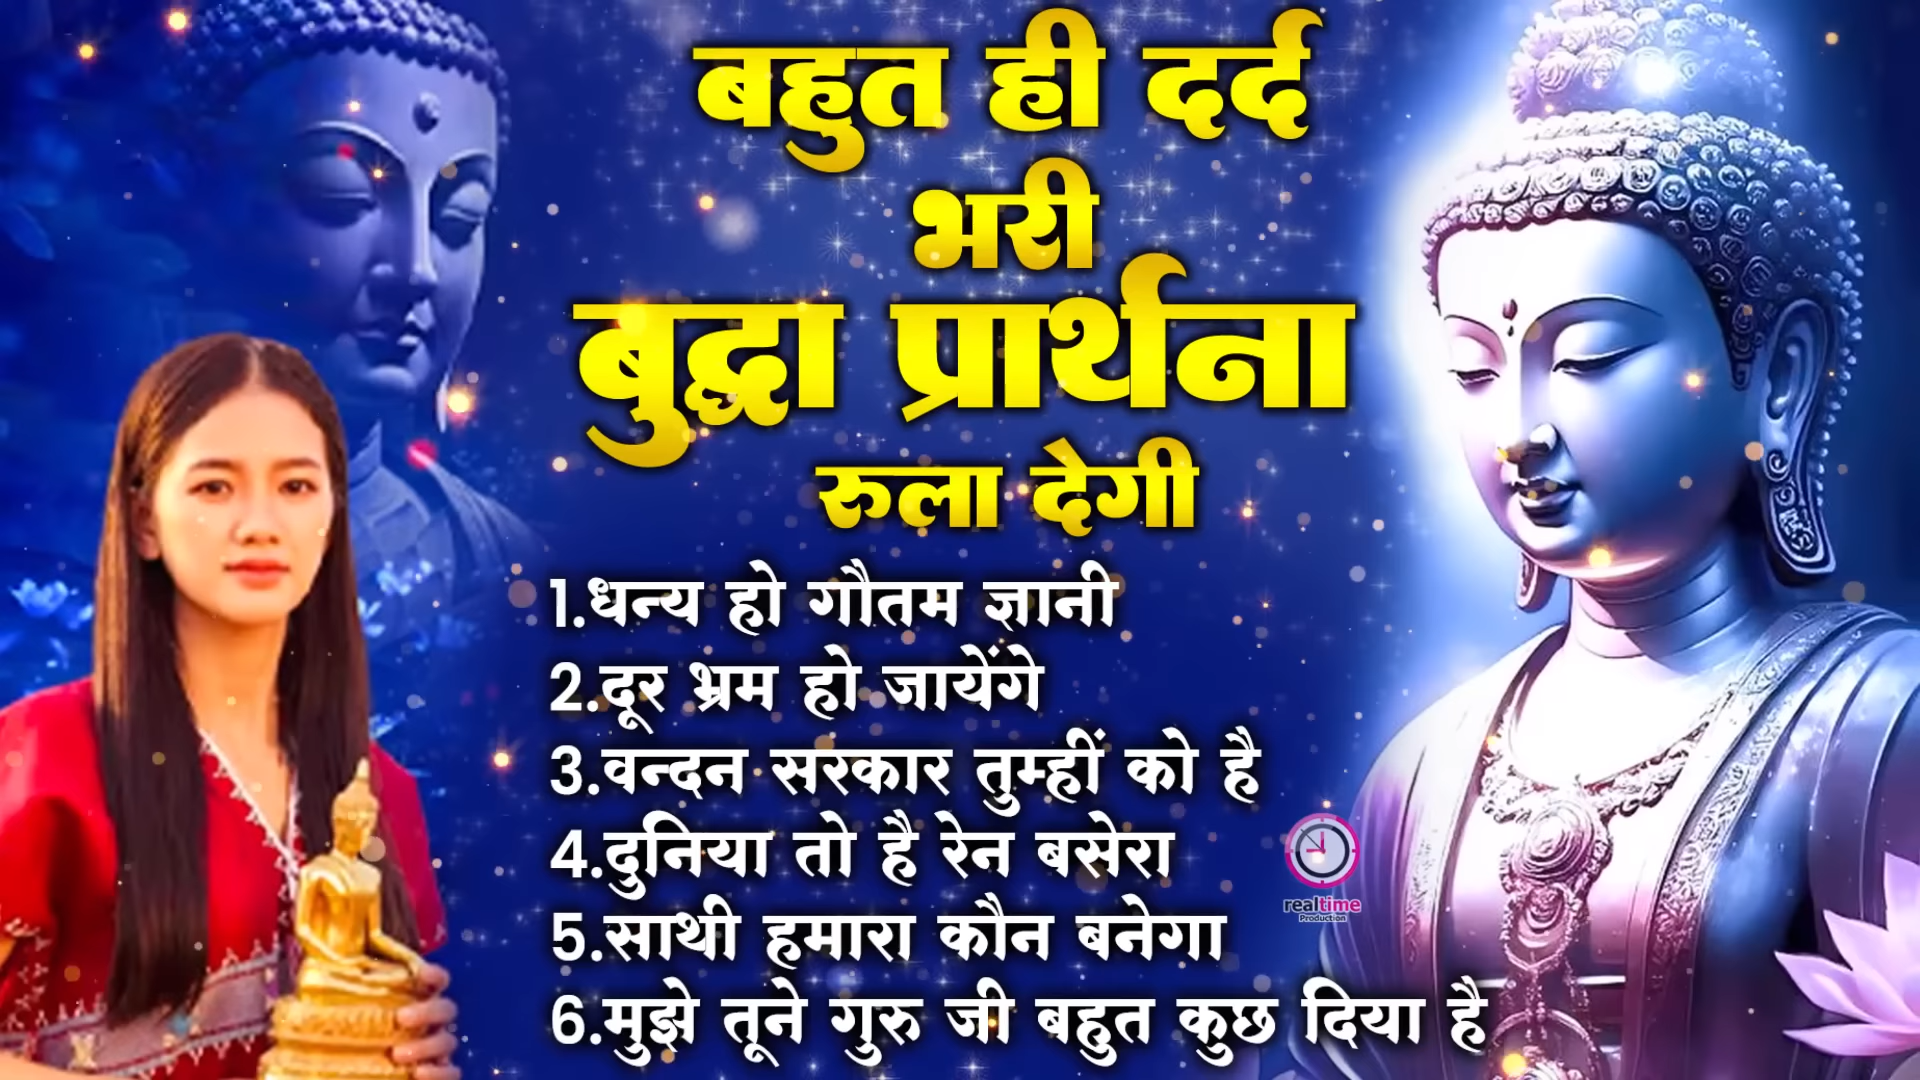 बहुत ही दर्द
भरी
बुद्धा प्रार्थना
रुला देगी
1.धन्य हो गौतम ज्ञानी
2.दूर भ्रम हो जायेंगे
3.वन्दन सरकार तुम्हीं को है
4.दुनिया तो है रेन बसेरा
5.साथी हमारा कौन बनेगा
6.मुझे तूने गुरु जी बहुत कुछ दिया है
realtime
Production